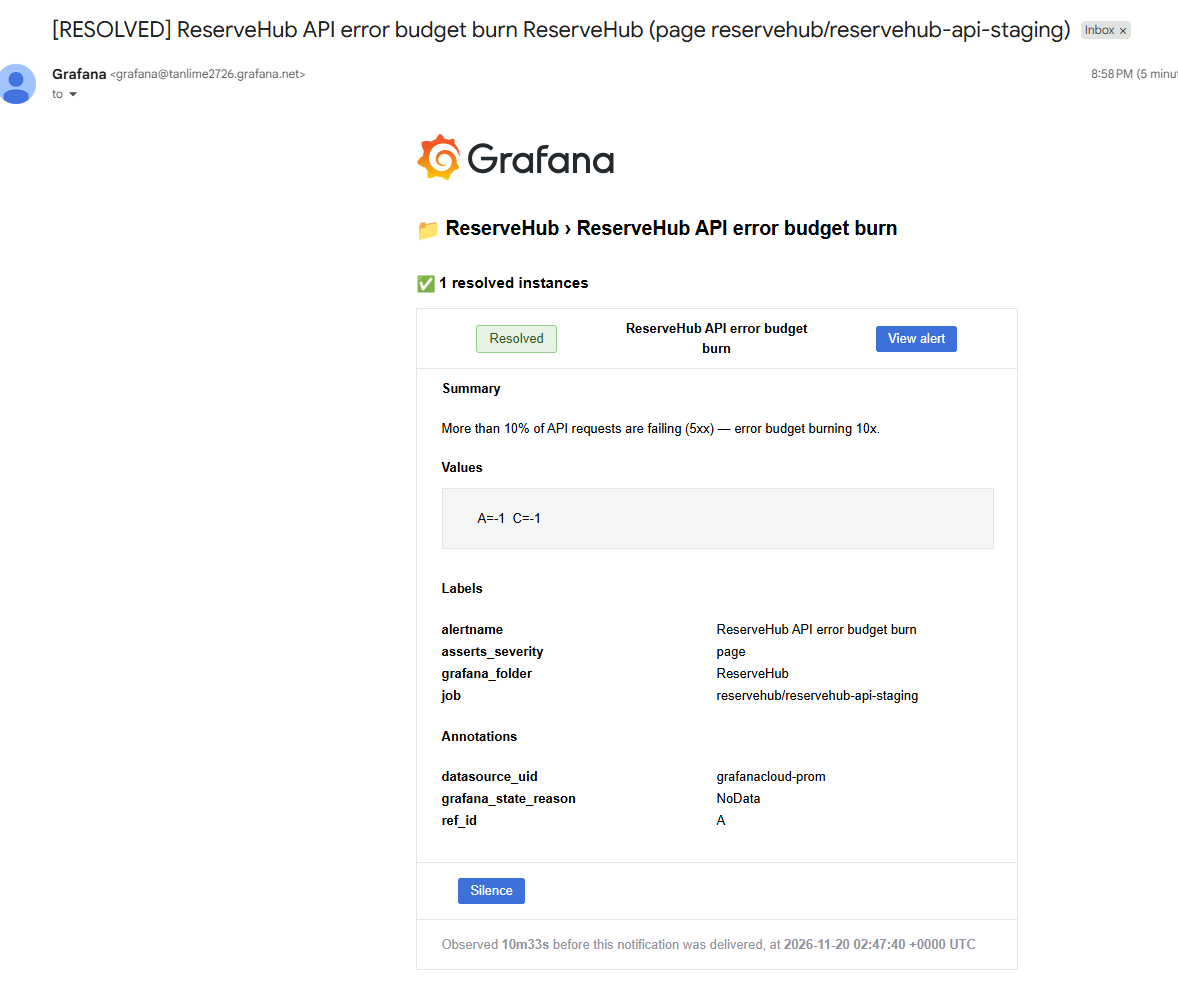 [RESOLVED] ReserveHub API error budget burn ReserveHub (page reservehub/reservehub-api-staging) Inbox ×
Grafana <grafana@tanlime2726.grafana.net> 8:58 PM (5 minut
to
Grafana
ReserveHub › ReserveHub API error budget burn
1 resolved instances
Resolved
ReserveHub API error budget
burn
View alert
Summary
More than 10% of API requests are failing (5xx) — error budget burning 10x.
Values
A=-1 C=-1
Labels
alertname ReserveHub API error budget burn
asserts_severity page
grafana_folder ReserveHub
job reservehub/reservehub-api-staging
Annotations
datasource_uid grafanacloud-prom
grafana_state_reason NoData
ref_id A
Silence
Observed 10m33s before this notification was delivered, at 2026-11-20 02:47:40 +0000 UTC